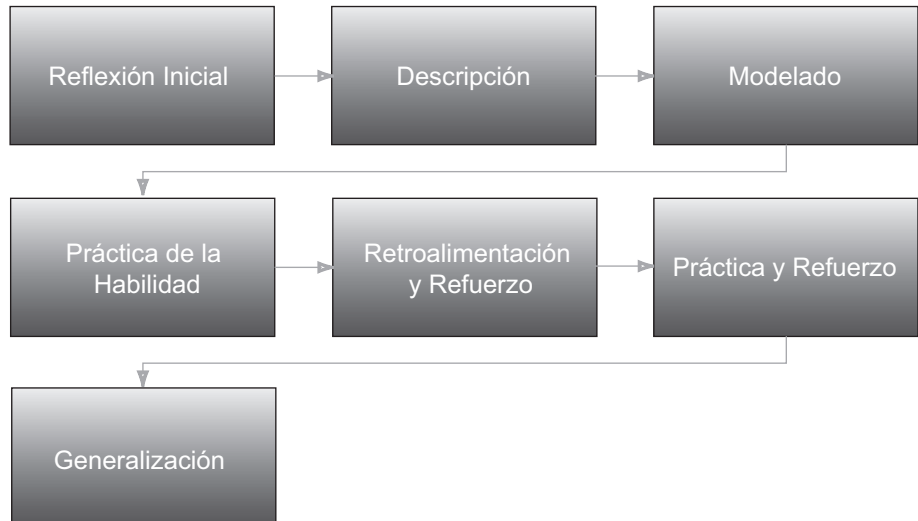 Reflexión Inicial
Descripción
Modelado
Práctica de la
Habilidad
Retroalimentación
y Refuerzo
Práctica y Refuerzo
Generalización